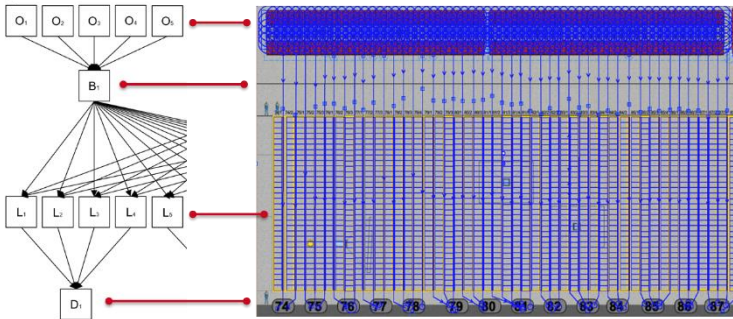 O₁ O₂ O₃ O₄ O₅
B₁
L₁ L₂ L₃ L₄ L₅
D₁
74 75 76 77 78 79 80 81 82 83 84 85 86 87